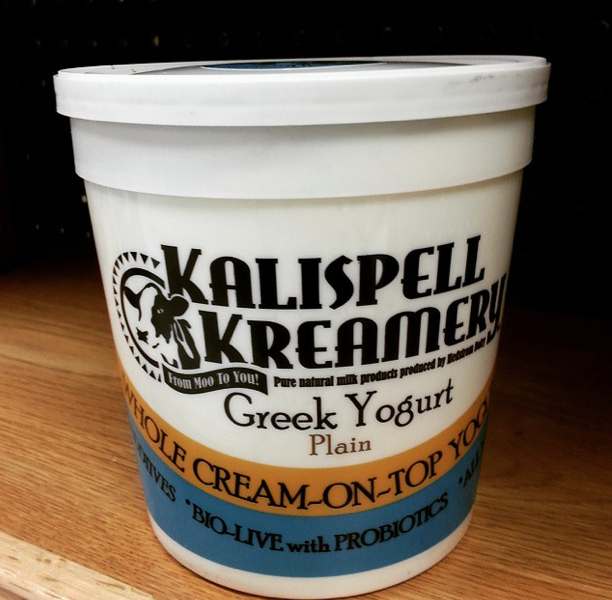 KALISPELL
KREAMERY
From Moo To You!
Pure natural milk products produced by Hedstrom Dairy
Greek Yogurt
Plain
WHOLE CREAM-ON-TOP
•BIO-LIVE with PROBIOTICS